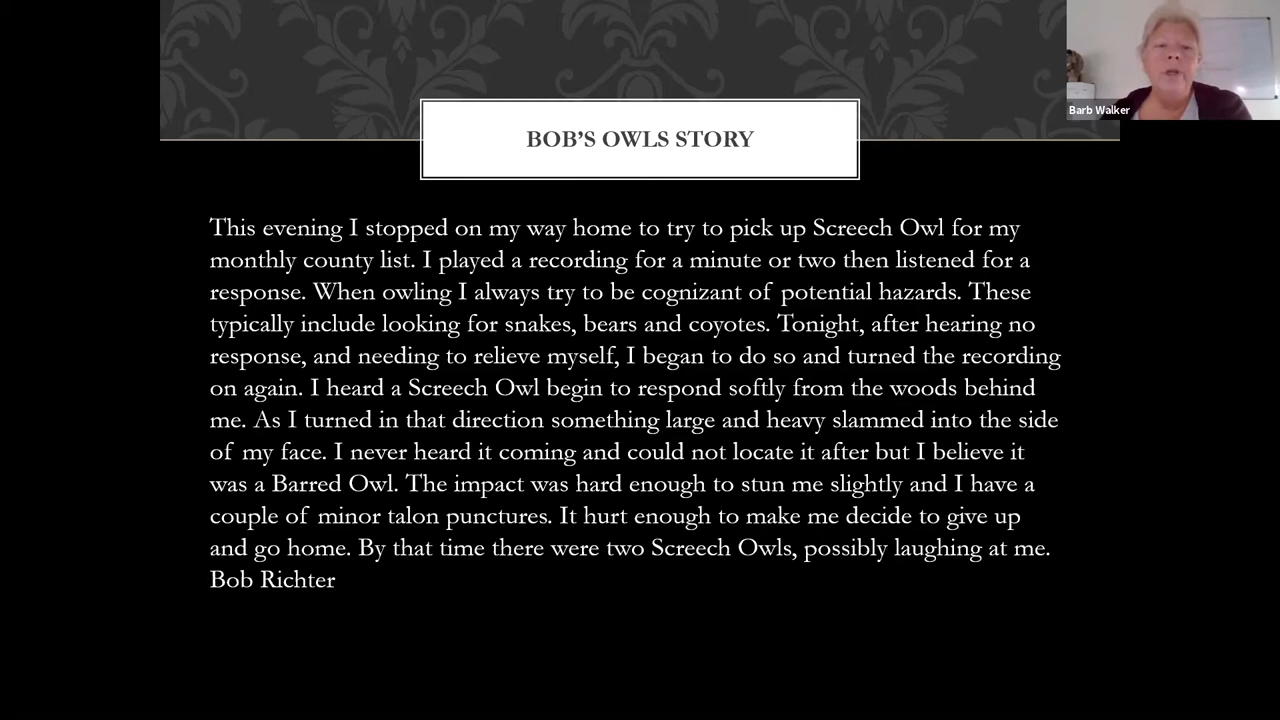 Barb Walker
BOB'S OWLS STORY
This evening I stopped on my way home to try to pick up Screech Owl for my
monthly county list. I played a recording for a minute or two then listened for a
response. When owling I always try to be cognizant of potential hazards. These
typically include looking for snakes, bears and coyotes. Tonight, after hearing no
response, and needing to relieve myself, I began to do so and turned the recording
on again. I heard a Screech Owl begin to respond softly from the woods behind
me. As I turned in that direction something large and heavy slammed into the side
of my face. I never heard it coming and could not locate it after but I believe it
was a Barred Owl. The impact was hard enough to stun me slightly and I have a
couple of minor talon punctures. It hurt enough to make me decide to give up
and go home. By that time there were two Screech Owls, possibly laughing at me.
Bob Richter